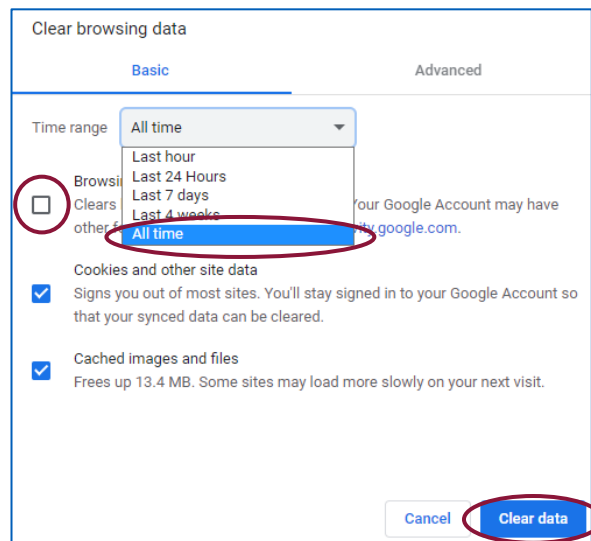 Clear browsing data
Basic Advanced
Time range All time
Last hour
Last 24 Hours
Last 7 days
Last 4 weeks
All time
Clears
Your Google Account may have
other google.com.
Cookies and other site data
Signs you out of most sites. You'll stay signed in to your Google Account so
that your synced data can be cleared.
Cached images and files
Frees up 13.4 MB. Some sites may load more slowly on your next visit.
Cancel Clear data